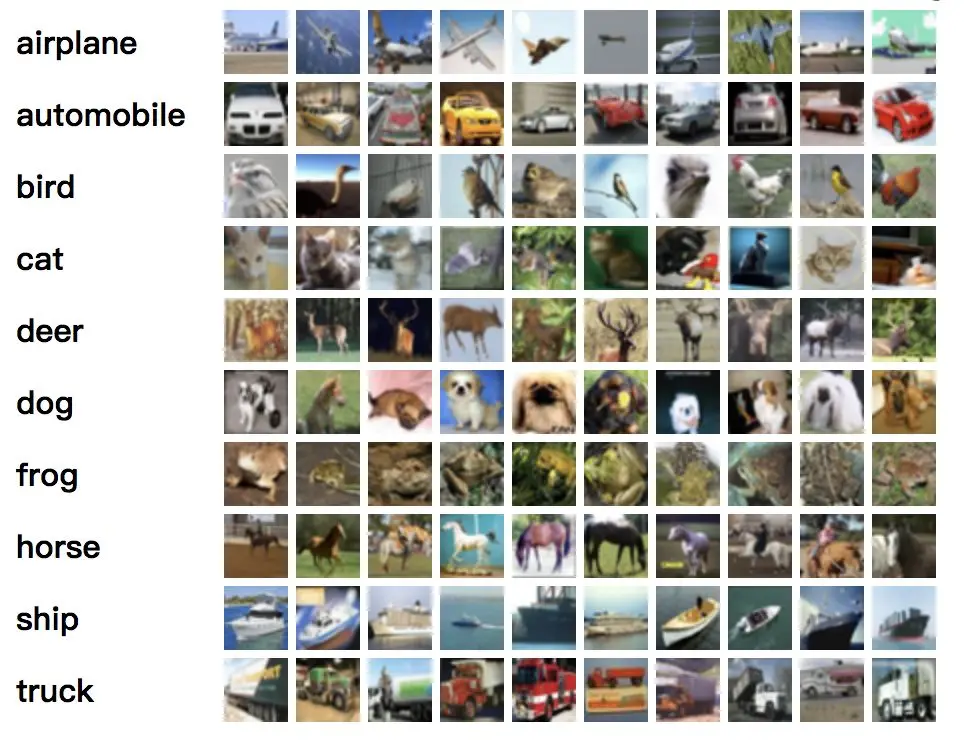 airplane
automobile
bird
cat
deer
dog
frog
horse
ship
truck